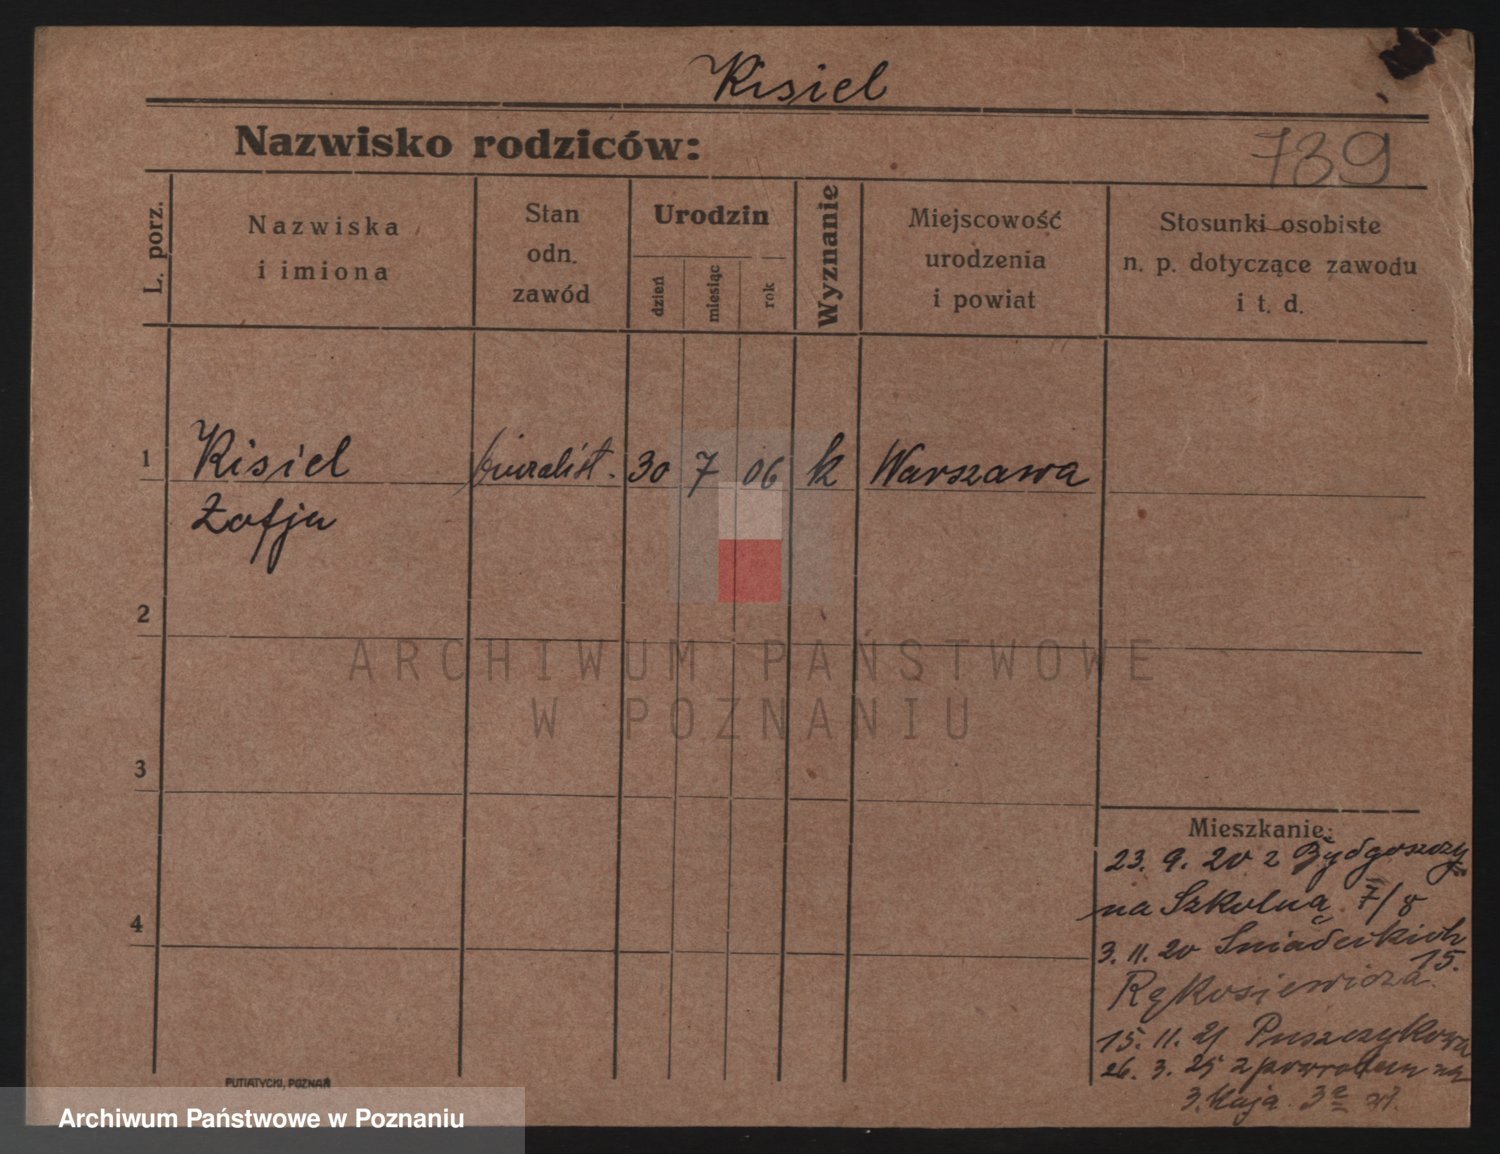 Kisiel
Nazwisko rodziców:
739
L. porz.
Nazwiska
i imiona
Stan
odn.
zawód
Urodzin
dzień
miesiąc
rok
Wyznanie
Miejscowość
urodzenia
i powiat
Stosunki osobiste
n. p. dotyczące zawodu
i t. d.
1 Kisiel biuralist. 30 7 06 k Warszawa
Zofja
2
ARCHIWUM PAŃSTWOWE
W POZNANIU
3
Mieszkanie:
23. 9. 20 z Bydgoszczy
na Szkolną 7/8
4
3. 11. 20 Śniadeckich
15.
15. 11. 21 Puszczykowa
26. 3. 25 z powrotem na
3. Maja
PUTIATYCKI, POZNAŃ
Archiwum Państwowe w Poznaniu